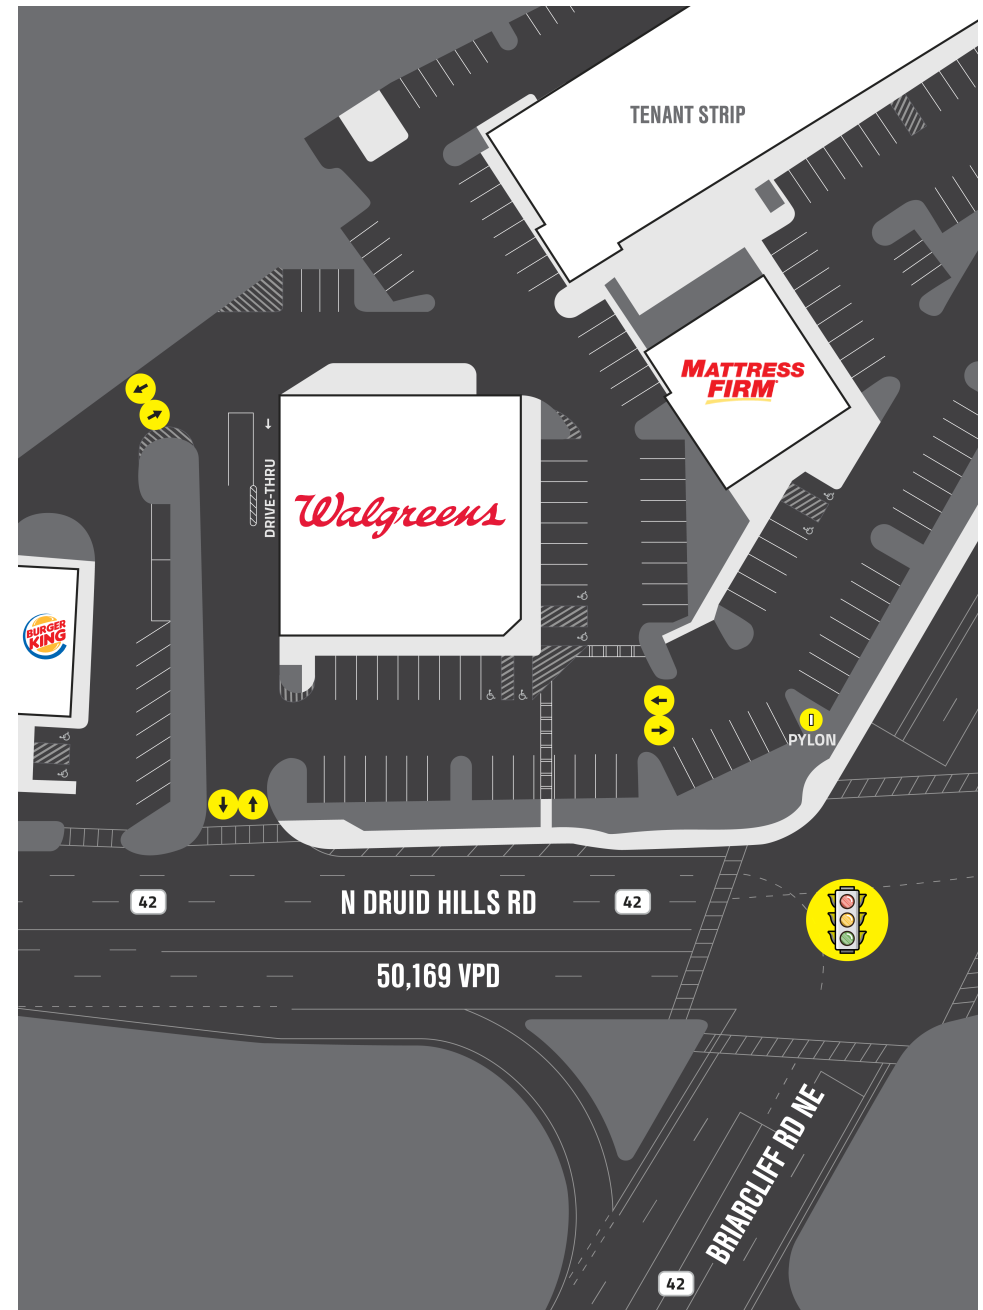 TENANT STRIP
MATTRESS
FIRM
DRIVE-THRU
Walgreens
BURGER
KING
PYLON
42
N DRUID HILLS RD
42
50,169 VPD
BRIARCLIFF RD NE
42